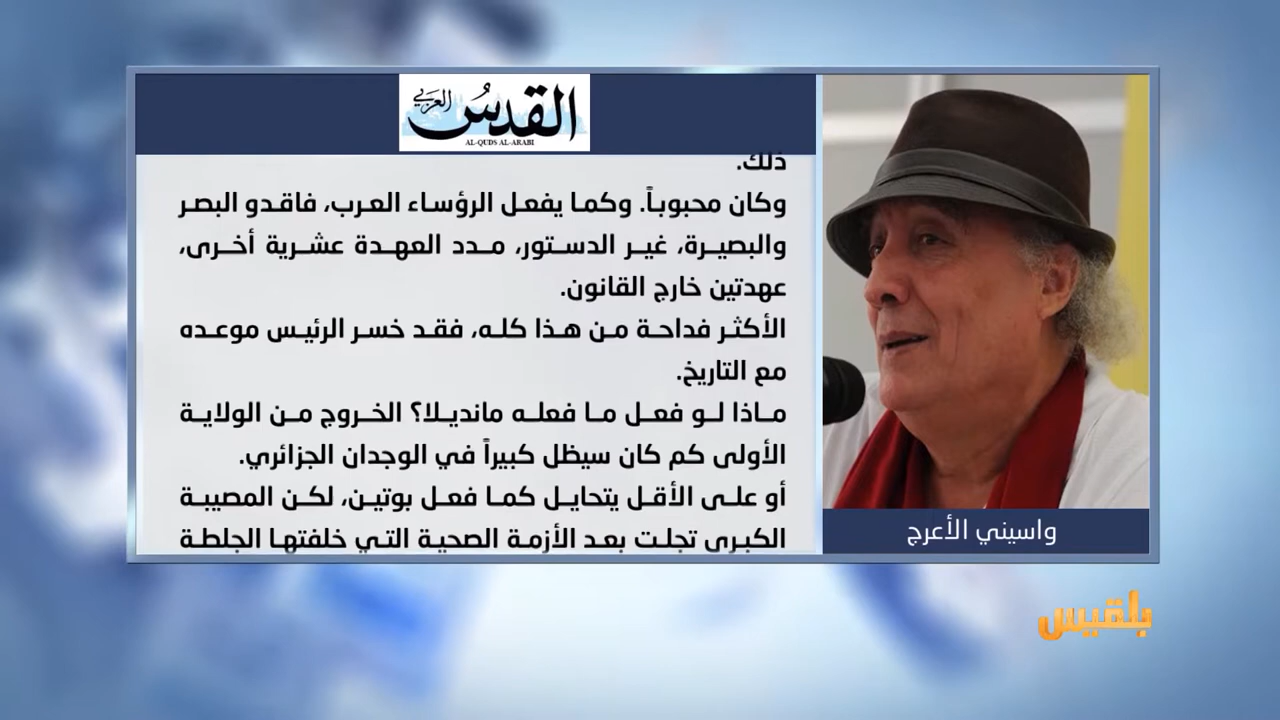 القدس العربي
AL-QUDS AL-ARABI
ذلك.
وكان محبوباً. وكما يفعل الرؤساء العرب، فاقدو البصر
والبصيرة، غير الدستور، مدد العهدة عشرية أخرى،
عهدتين خارج القانون.
الأكثر فداحة من هذا كله، فقد خسر الرئيس موعده
مع التاريخ.
ماذا لو فعل ما فعله مانديلا؟ الخروج من الولاية
الأولى كم كان سيظل كبيراً في الوجدان الجزائري.
أو على الأقل يتحايل كما فعل بوتين، لكن المصيبة
الكبرى تجلت بعد الأزمة الصحية التي خلفتها الجلطة
واسيني الأعرج
بلقيس